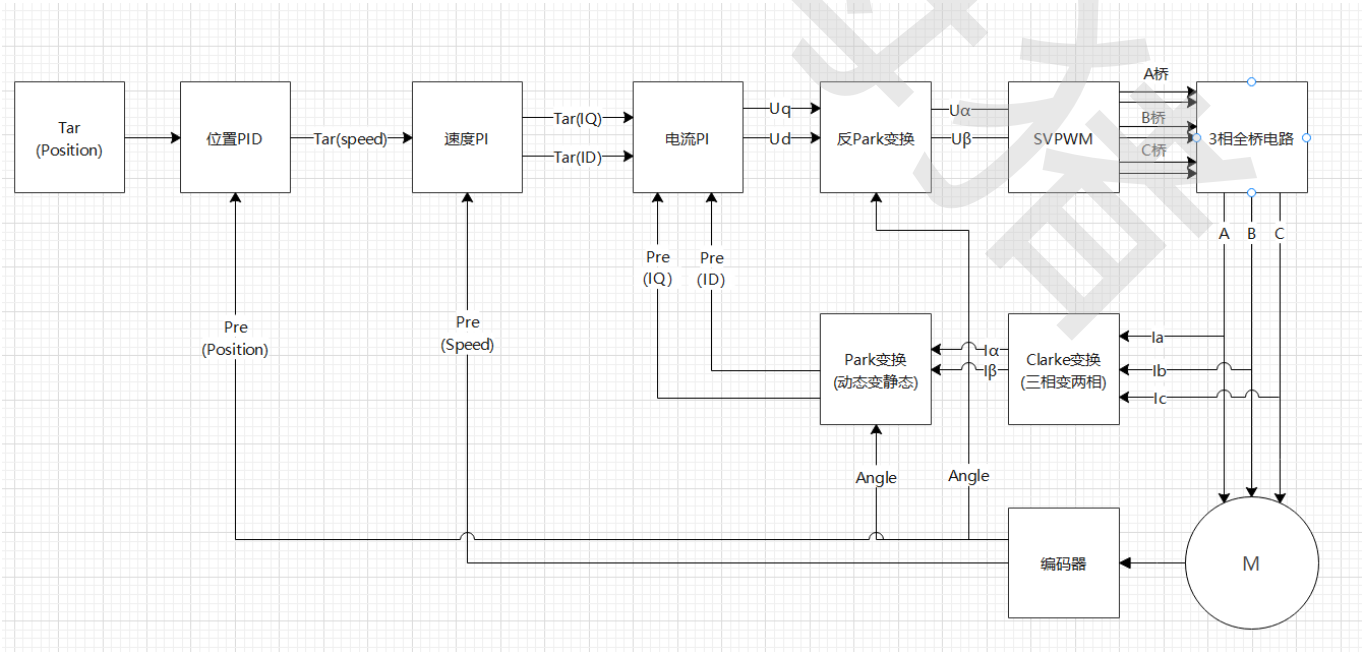 Tar
(Position)
位置PID
Tar(speed)
速度PI
Tar(IQ)
Tar(ID)
电流PI
Uq
Ud
反Park变换
Uα
Uβ
SVPWM
A桥
B桥
C桥
3相全桥电路
A
B
C
Pre
(Position)
Pre
(Speed)
Pre
(IQ)
Pre
(ID)
Park变换
(动态变静态)
Iα
Iβ
Clarke变换
(三相变两相)
Ia
Ib
Ic
Angle
Angle
编码器
M